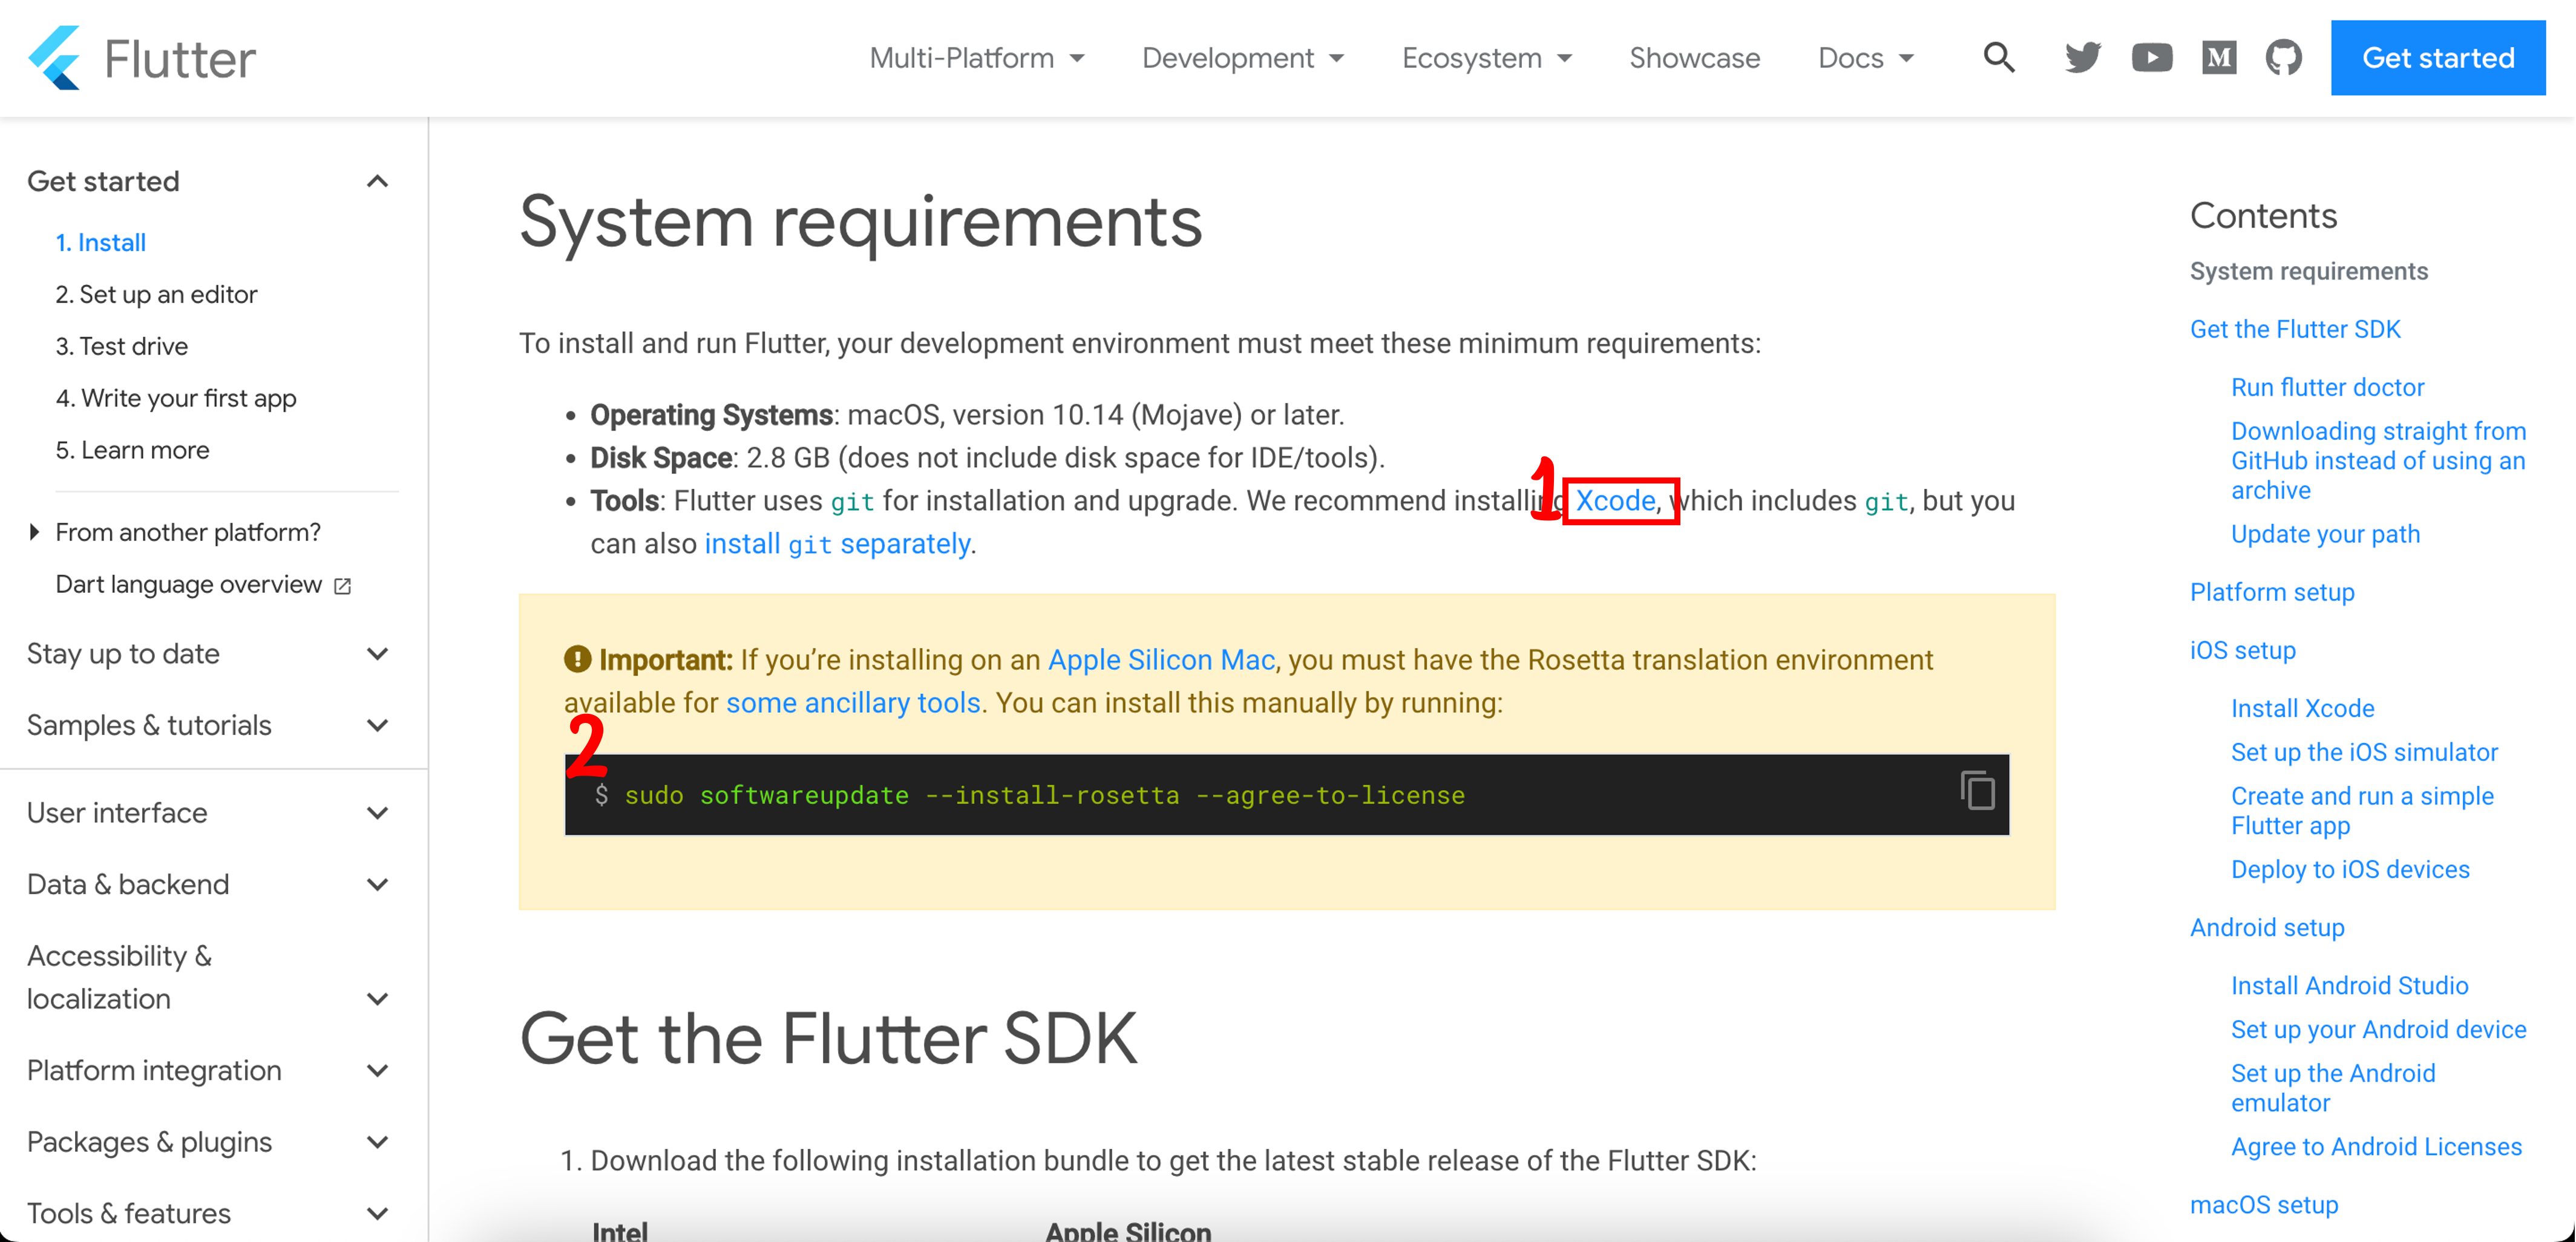 Flutter
Multi-Platform
Development
Ecosystem
Showcase
Docs
Get started
Get started
1. Install
2. Set up an editor
3. Test drive
4. Write your first app
5. Learn more
From another platform?
Dart language overview
Stay up to date
Samples & tutorials
User interface
Data & backend
Accessibility &
localization
Platform integration
Packages & plugins
Tools & features
System requirements
To install and run Flutter, your development environment must meet these minimum requirements:
• Operating Systems: macOS, version 10.14 (Mojave) or later.
• Disk Space: 2.8 GB (does not include disk space for IDE/tools).
1
• Tools: Flutter uses git for installation and upgrade. We recommend installing Xcode, which includes git, but you
can also install git separately.
Important: If you’re installing on an Apple Silicon Mac, you must have the Rosetta translation environment
available for some ancillary tools. You can install this manually by running:
2
$ sudo softwareupdate --install-rosetta --agree-to-license
Get the Flutter SDK
1. Download the following installation bundle to get the latest stable release of the Flutter SDK:
Intel
Apple Silicon
Contents
System requirements
Get the Flutter SDK
Run flutter doctor
Downloading straight from
GitHub instead of using an
archive
Update your path
Platform setup
iOS setup
Install Xcode
Set up the iOS simulator
Create and run a simple
Flutter app
Deploy to iOS devices
Android setup
Install Android Studio
Set up your Android device
Set up the Android
emulator
Agree to Android Licenses
macOS setup